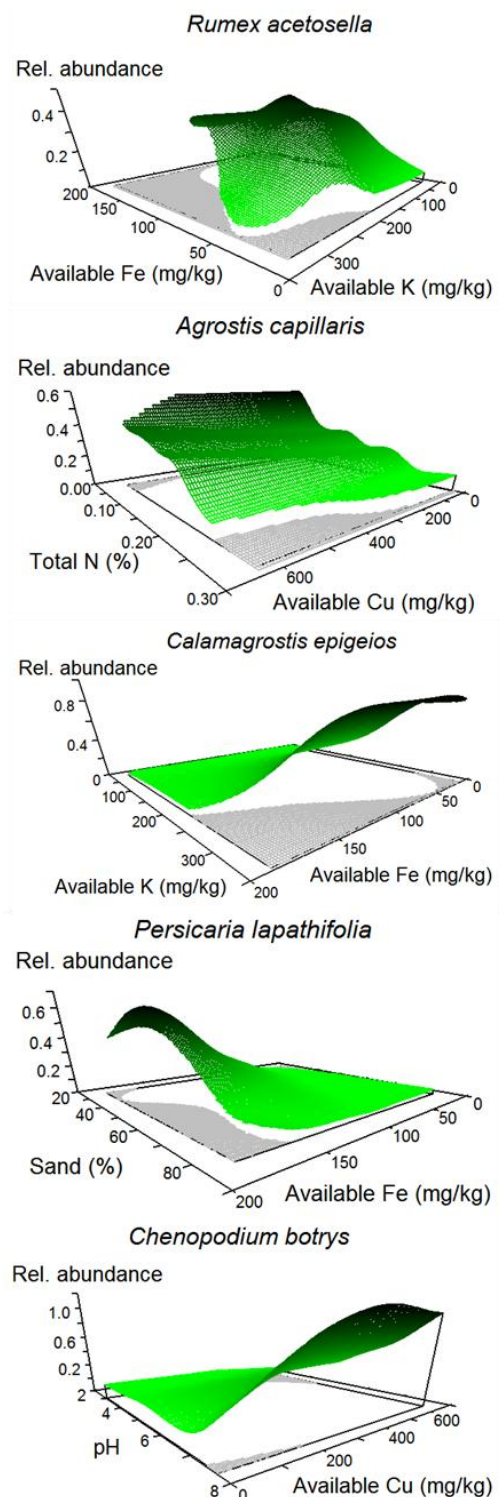 Rumex acetosella
Rel. abundance
0.4
0.2
200
150
100
50
0
Available Fe (mg/kg)
0
100
200
300
Available K (mg/kg)
Agrostis capillaris
Rel. abundance
0.6
0.4
0.2
0.00
0.10
0.20
0.30
Total N (%)
0
200
400
600
Available Cu (mg/kg)
Calamagrostis epigeios
Rel. abundance
0.8
0.4
0
100
200
300
Available K (mg/kg)
0
50
100
150
200
Available Fe (mg/kg)
Persicaria lapathifolia
Rel. abundance
0.6
0.4
0.2
20
40
60
80
Sand (%)
0
50
100
150
200
Available Fe (mg/kg)
Chenopodium botrys
Rel. abundance
1.0
0.6
0.2
2
4
6
8
pH
600
400
200
0
Available Cu (mg/kg)